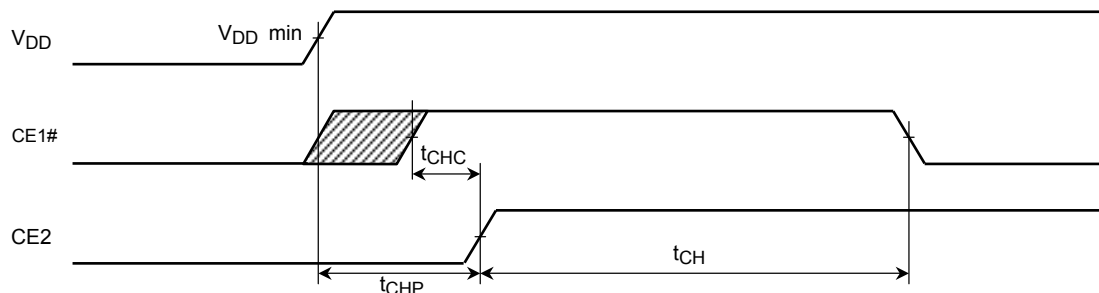 VDD
VDD min
CE1#
tCHC
CE2
tCH
tCHP